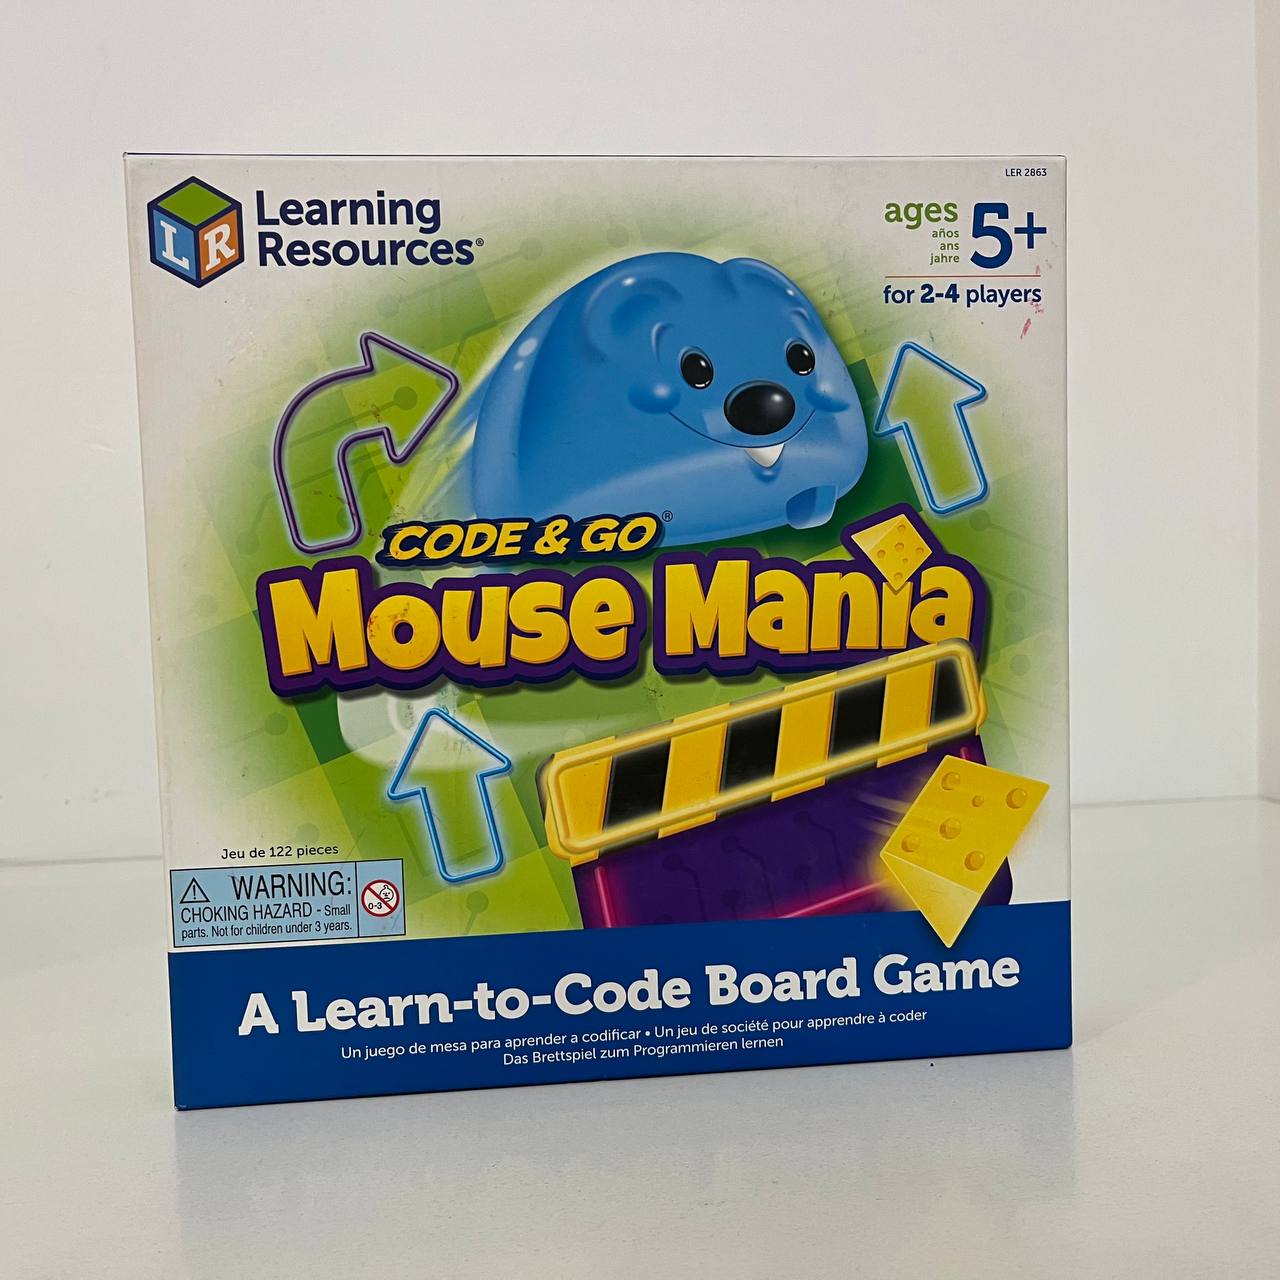 LER 2863
LR
Learning
Resources®
ages
años
ans
jahre
5+
for 2-4 players
CODE & GO®
Mouse Mania
Jeu de 122 pieces
WARNING:
CHOKING HAZARD - Small
parts. Not for children under 3 years.
0-3
A Learn-to-Code Board Game
Un juego de mesa para aprender a codificar • Un jeu de société pour apprendre à coder
Das Brettspiel zum Programmieren lernen